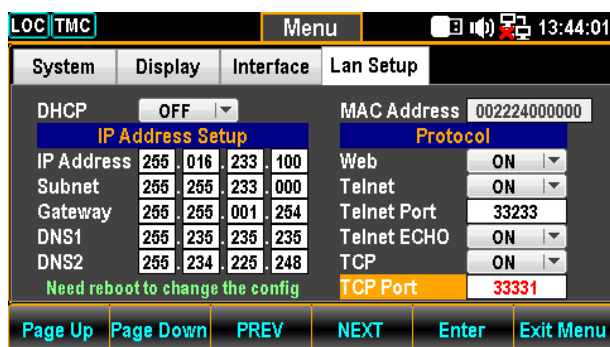 LOC TMC Menu 13:44:01
System Display Interface Lan Setup
DHCP OFF
IP Address Setup
IP Address 255 . 016 . 233 . 100
Subnet 255 . 255 . 233 . 000
Gateway 255 . 255 . 001 . 254
DNS1 255 . 235 . 235 . 235
DNS2 255 . 234 . 225 . 248
Need reboot to change the config
MAC Address 002224000000
Protocol
Web ON
Telnet ON
Telnet Port 33233
Telnet ECHO ON
TCP ON
TCP Port 33331
Page Up Page Down PREV NEXT Enter Exit Menu